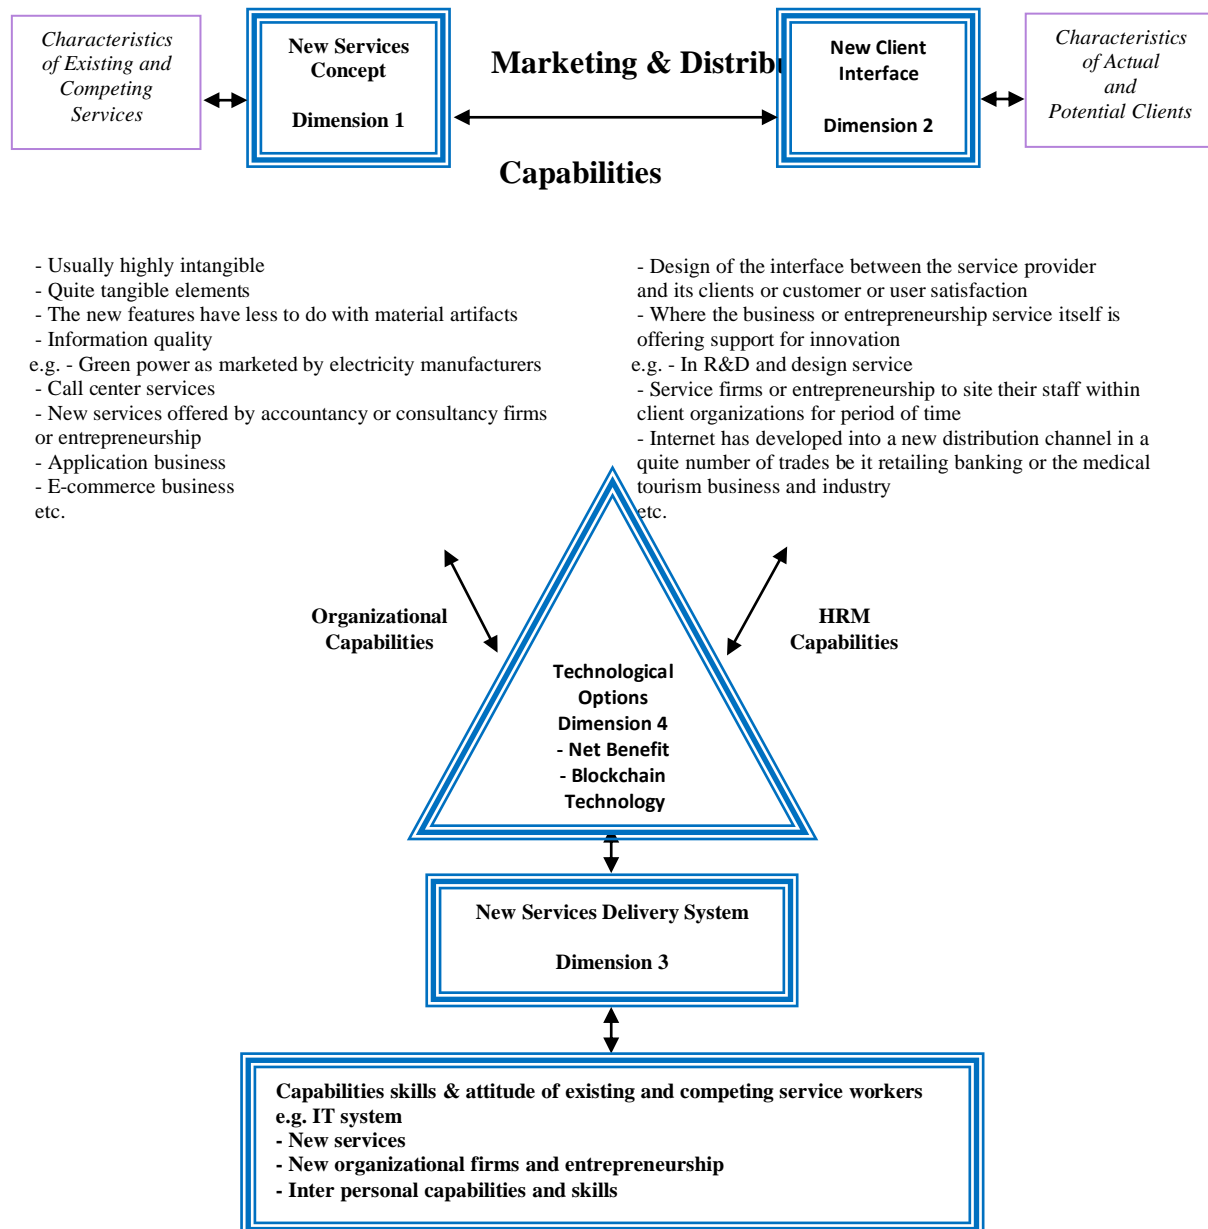 Characteristics
of Existing and
Competing
Services
New Services
Concept
Dimension 1
Marketing & Distrib
Capabilities
New Client
Interface
Dimension 2
Characteristics
of Actual
and
Potential Clients
- Usually highly intangible
- Quite tangible elements
- The new features have less to do with material artifacts
- Information quality
e.g. - Green power as marketed by electricity manufacturers
- Call center services
- New services offered by accountancy or consultancy firms
or entrepreneurship
- Application business
- E-commerce business
etc.
- Design of the interface between the service provider
and its clients or customer or user satisfaction
- Where the business or entrepreneurship service itself is
offering support for innovation
e.g. - In R&D and design service
- Service firms or entrepreneurship to site their staff within
client organizations for period of time
- Internet has developed into a new distribution channel in a
quite number of trades be it retailing banking or the medical
tourism business and industry
etc.
Organizational
Capabilities
HRM
Capabilities
Technological
Options
Dimension 4
- Net Benefit
- Blockchain
Technology
New Services Delivery System
Dimension 3
Capabilities skills & attitude of existing and competing service workers
e.g. IT system
- New services
- New organizational firms and entrepreneurship
- Inter personal capabilities and skills